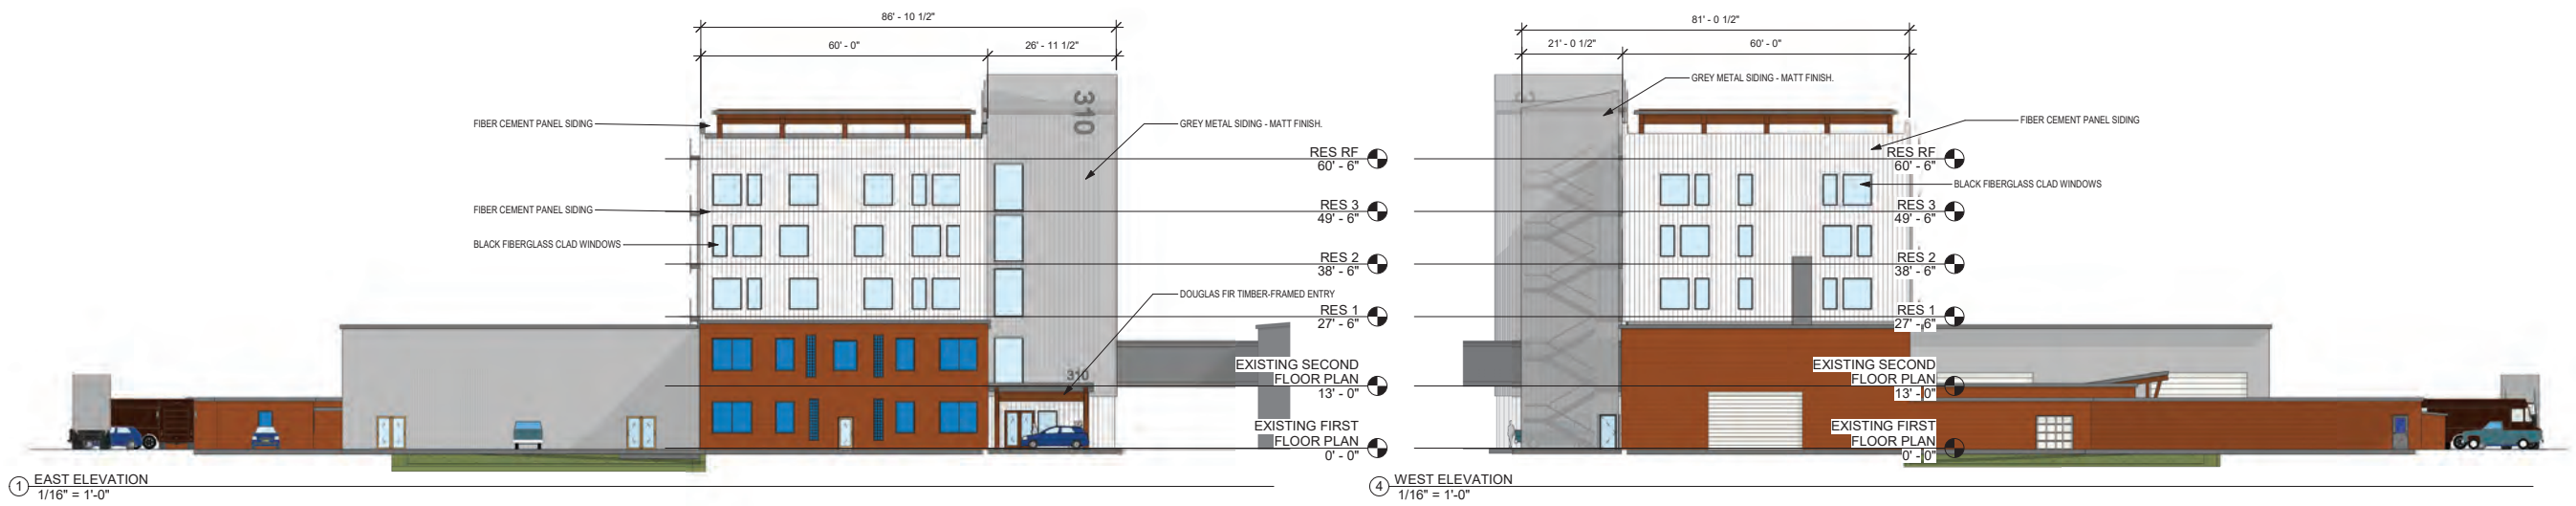 86' - 10 1/2"
60' - 0"
26' - 11 1/2"
310
FIBER CEMENT PANEL SIDING
GREY METAL SIDING - MATT FINISH.
RES RF
60' - 6"
FIBER CEMENT PANEL SIDING
RES 3
49' - 6"
BLACK FIBERGLASS CLAD WINDOWS
RES 2
38' - 6"
DOUGLAS FIR TIMBER-FRAMED ENTRY
RES 1
27' - 6"
EXISTING SECOND
FLOOR PLAN
13' - 0"
310
EXISTING FIRST
FLOOR PLAN
0' - 0"
1
EAST ELEVATION
1/16" = 1'-0"
81' - 0 1/2"
21' - 0 1/2"
60' - 0"
GREY METAL SIDING - MATT FINISH.
FIBER CEMENT PANEL SIDING
RES RF
60' - 6"
BLACK FIBERGLASS CLAD WINDOWS
RES 3
49' - 6"
RES 2
38' - 6"
RES 1
27' - 6"
EXISTING SECOND
FLOOR PLAN
13' - 0"
EXISTING FIRST
FLOOR PLAN
0' - 0"
4
WEST ELEVATION
1/16" = 1'-0"